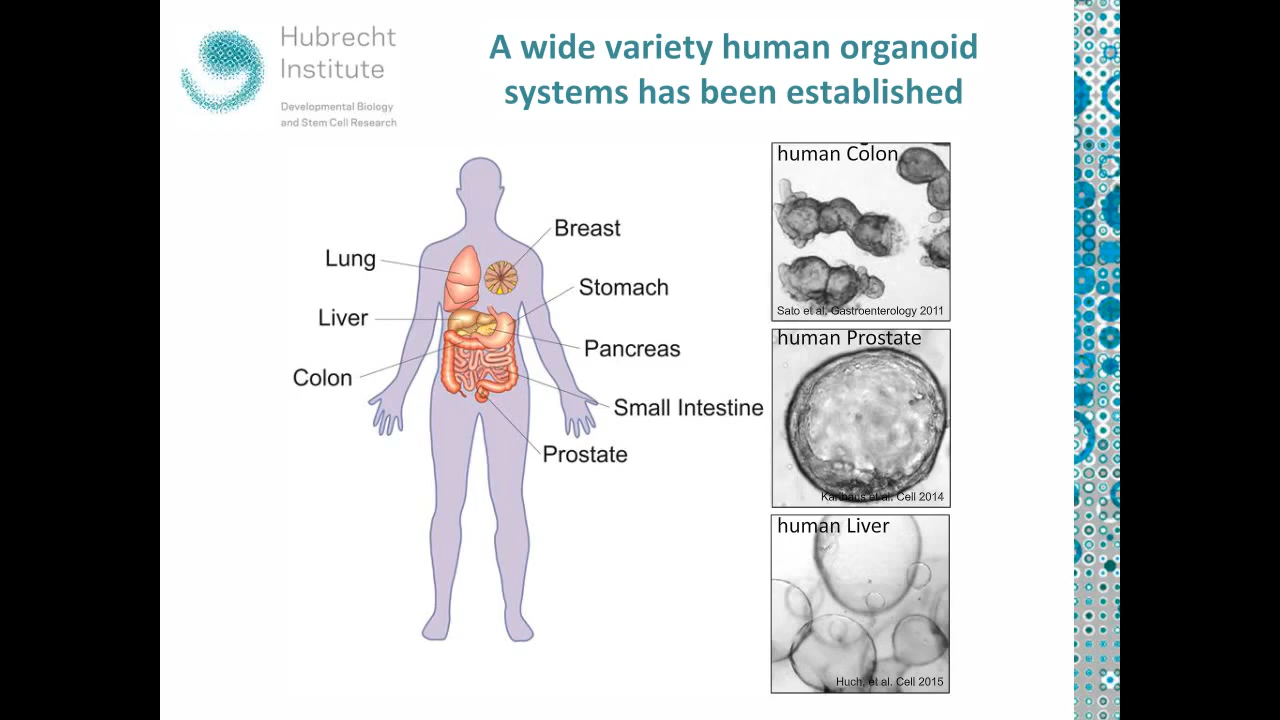 Hubrecht
Institute
Developmental Biology
and Stem Cell Research
A wide variety human organoid
systems has been established
Lung
Liver
Colon
Breast
Stomach
Pancreas
Small Intestine
Prostate
human Colon
Sato et al. Gastroenterology 2011
human Prostate
Karthaus et al. Cell 2014
human Liver
Huch, et al. Cell 2015